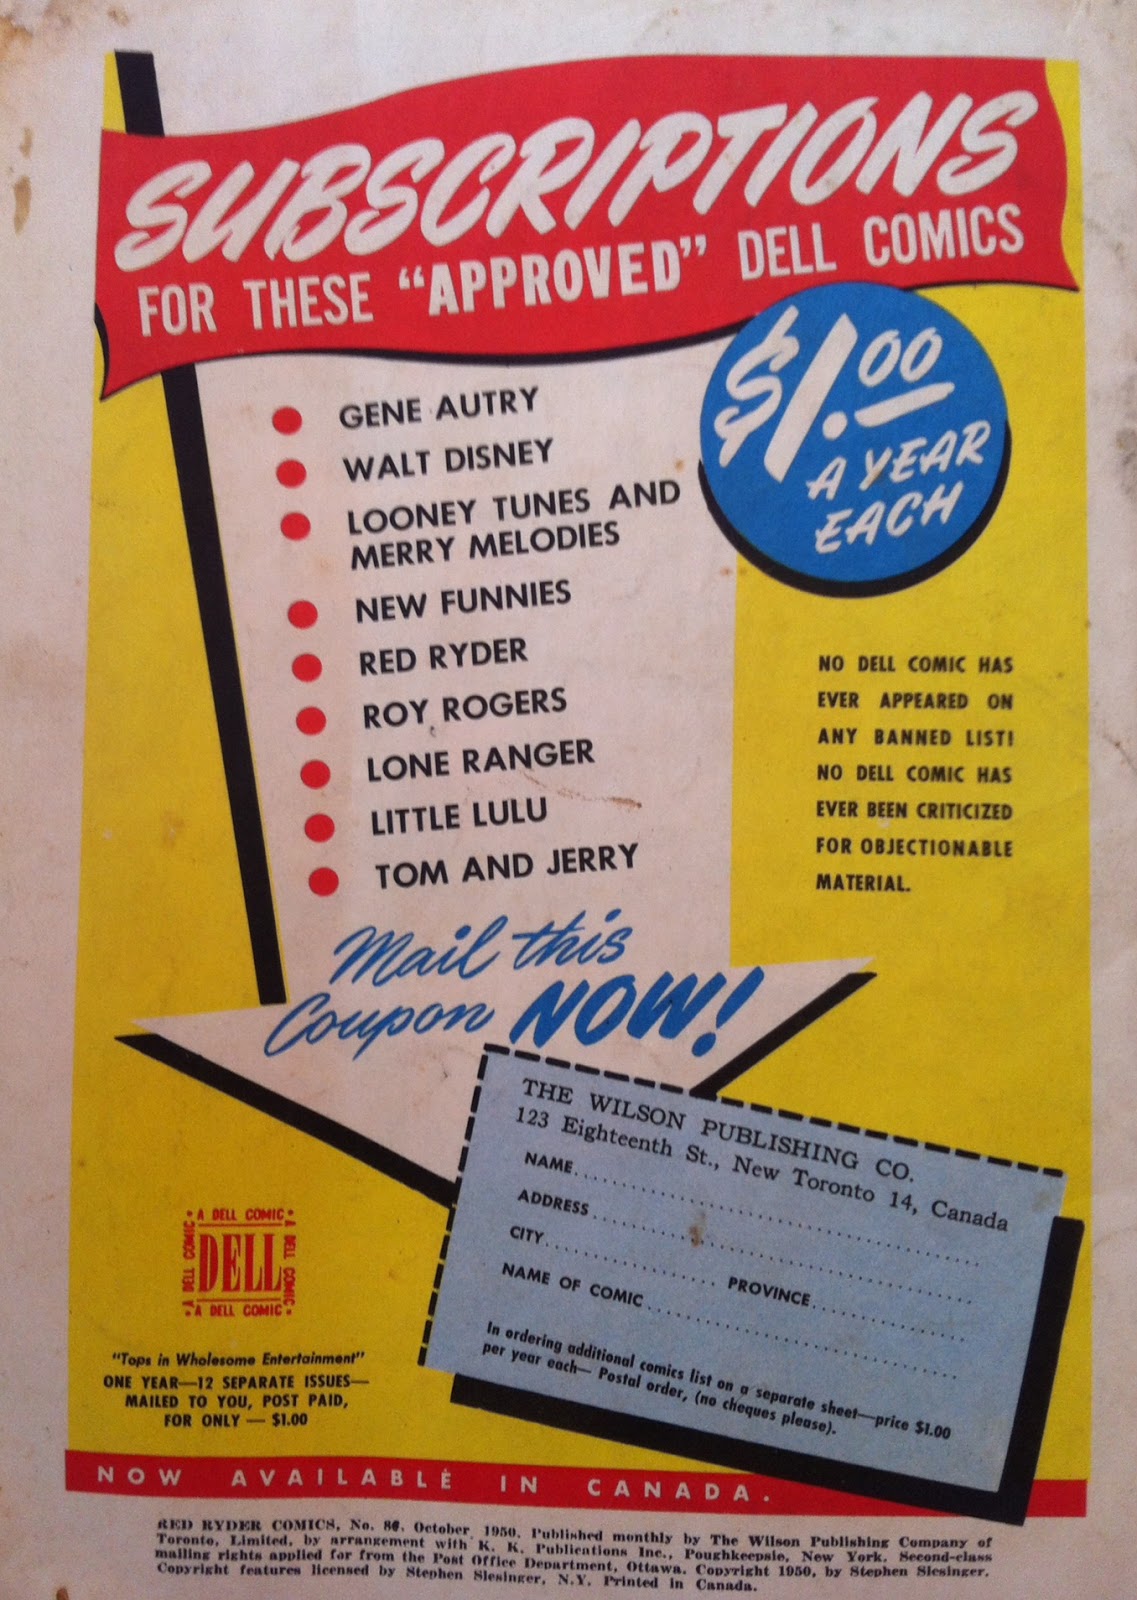 SUBSCRIPTIONS
FOR THESE "APPROVED" DELL COMICS
$1.00
A YEAR
EACH
GENE AUTRY
WALT DISNEY
LOONEY TUNES AND
MERRY MELODIES
NEW FUNNIES
RED RYDER
ROY ROGERS
LONE RANGER
LITTLE LULU
TOM AND JERRY
NO DELL COMIC HAS
EVER APPEARED ON
ANY BANNED LIST!
NO DELL COMIC HAS
EVER BEEN CRITICIZED
FOR OBJECTIONABLE
MATERIAL.
Mail this
Coupon NOW!
THE WILSON PUBLISHING CO.
123 Eighteenth St., New Toronto 14, Canada
NAME
ADDRESS
CITY PROVINCE
NAME OF COMIC
In ordering additional comics list on a separate sheet—price $1.00
per year each— Postal order, (no cheques please).
A DELL COMIC
A DELL COMIC
DELL
A DELL COMIC
A DELL COMIC
"Tops in Wholesome Entertainment"
ONE YEAR—12 SEPARATE ISSUES—
MAILED TO YOU, POST PAID,
FOR ONLY — $1.00
NOW AVAILABLE IN CANADA.
RED RYDER COMICS, No. October, 1950. Published monthly by The Wilson Publishing Company of
Toronto, Limited, by arrangement with K. K. Publications Inc., Poughkeepsie, New York. Second-class
mailing rights applied for from the Post Office Department, Ottawa. Copyright 1950, by Stephen Slesinger.
Copyright features licensed by Stephen Slesinger, N.Y. Printed in Canada.